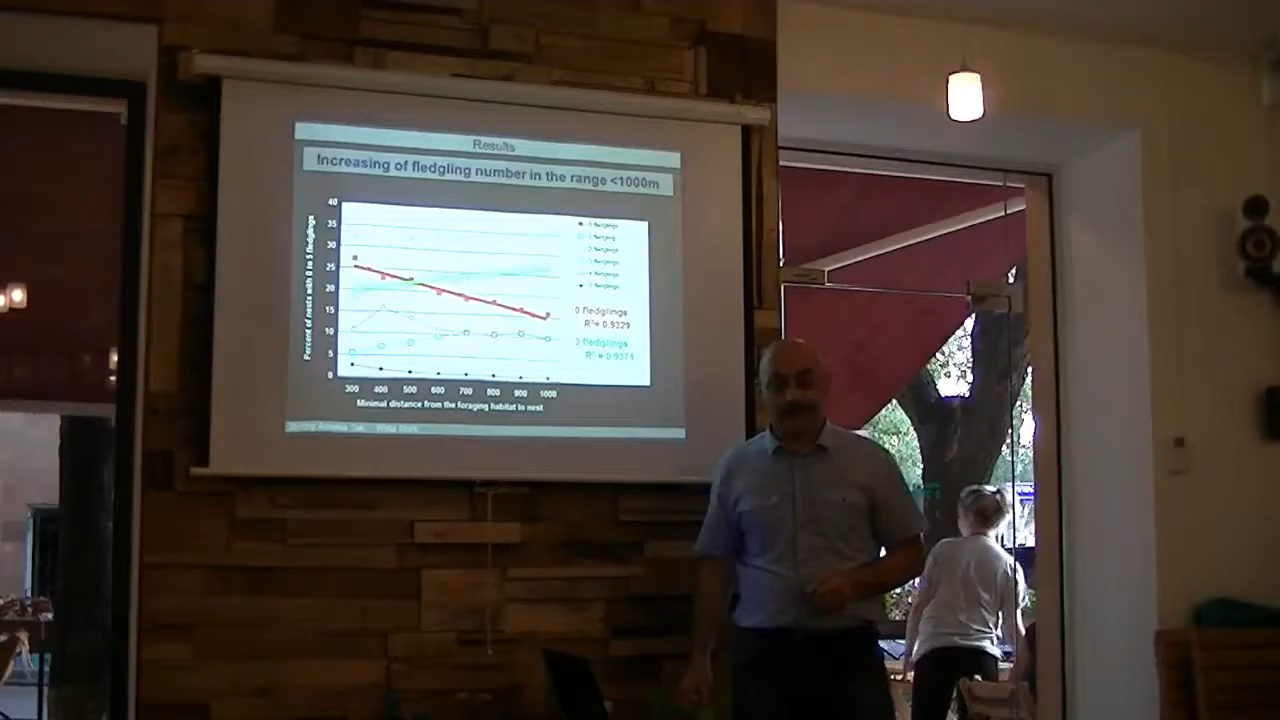 Results
Increasing of fledgling number in the range <1000m
Percent of nests with 0 to 5 fledglings
40
35
30
25
20
15
10
5
0
300 400 500 600 700 800 900 1000
Minimal distance from the foraging habitat to nest
0 fledglings
R²= 0.9329
3 fledglings
R² = 0.9371